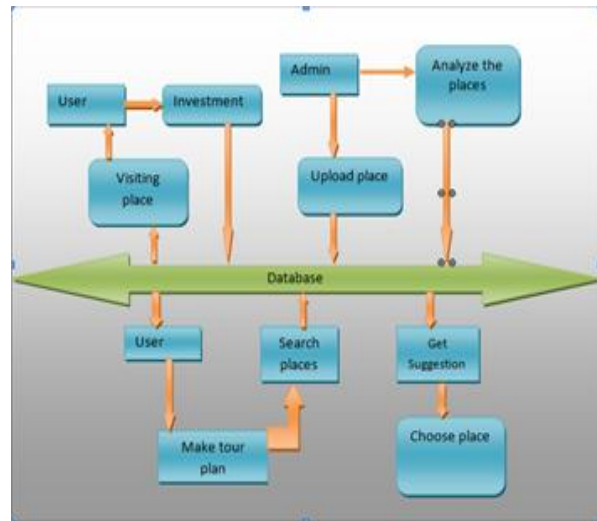 Admin
Analyze the
places
User
Investment
Visiting
place
Upload place
Database
User
Search
places
Get
Suggestion
Make tour
plan
Choose place